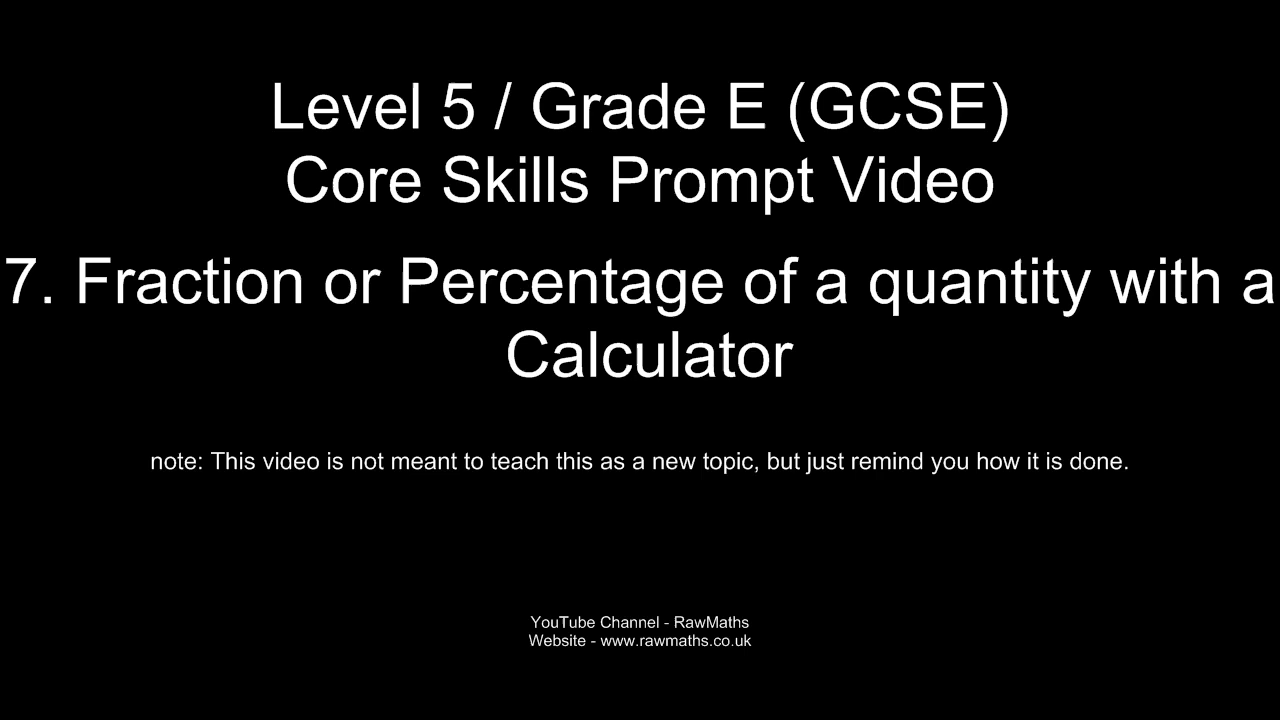 Level 5 / Grade E (GCSE)
Core Skills Prompt Video
7. Fraction or Percentage of a quantity with a
Calculator
note: This video is not meant to teach this as a new topic, but just remind you how it is done.
YouTube Channel - RawMaths
Website - www.rawmaths.co.uk